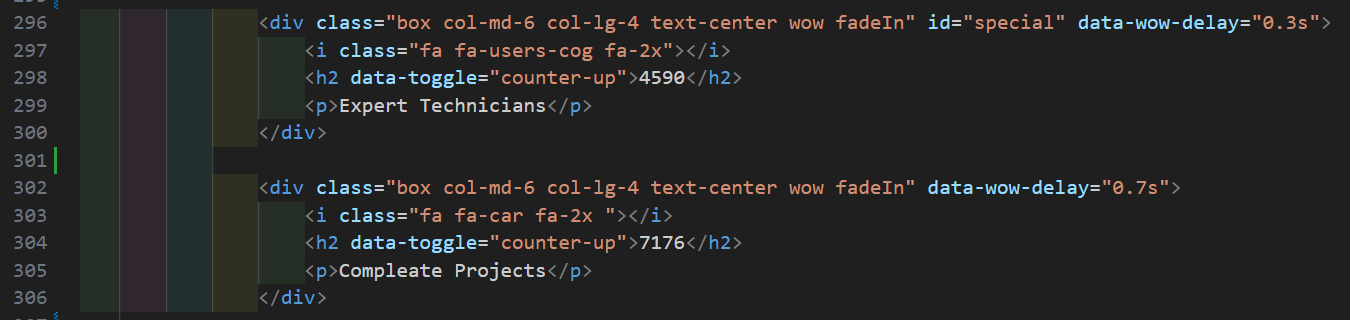 296 <div class="box col-md-6 col-lg-4 text-center wow fadeIn" id="special" data-wow-delay="0.3s">
297 <i class="fa fa-users-cog fa-2x"></i>
298 <h2 data-toggle="counter-up">4590</h2>
299 <p>Expert Technicians</p>
300 </div>
301
302 <div class="box col-md-6 col-lg-4 text-center wow fadeIn" data-wow-delay="0.7s">
303 <i class="fa fa-car fa-2x "></i>
304 <h2 data-toggle="counter-up">7176</h2>
305 <p>Compleate Projects</p>
306 </div>